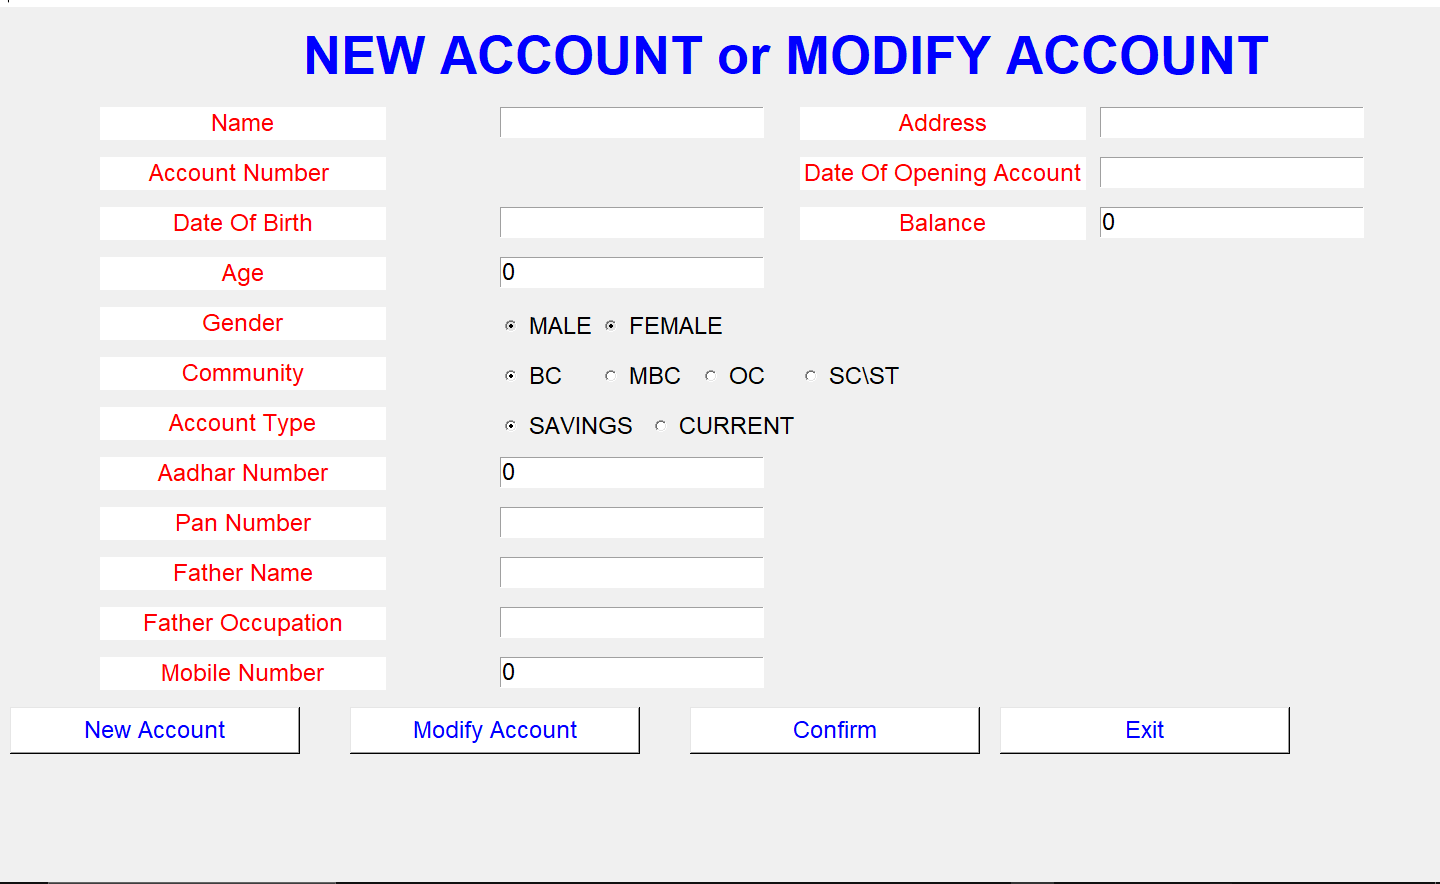 NEW ACCOUNT or MODIFY ACCOUNT
Name
Address
Account Number
Date Of Opening Account
Date Of Birth
Balance 0
Age 0
Gender MALE FEMALE
Community BC MBC OC SC\ST
Account Type SAVINGS CURRENT
Aadhar Number 0
Pan Number
Father Name
Father Occupation
Mobile Number 0
New Account Modify Account Confirm Exit